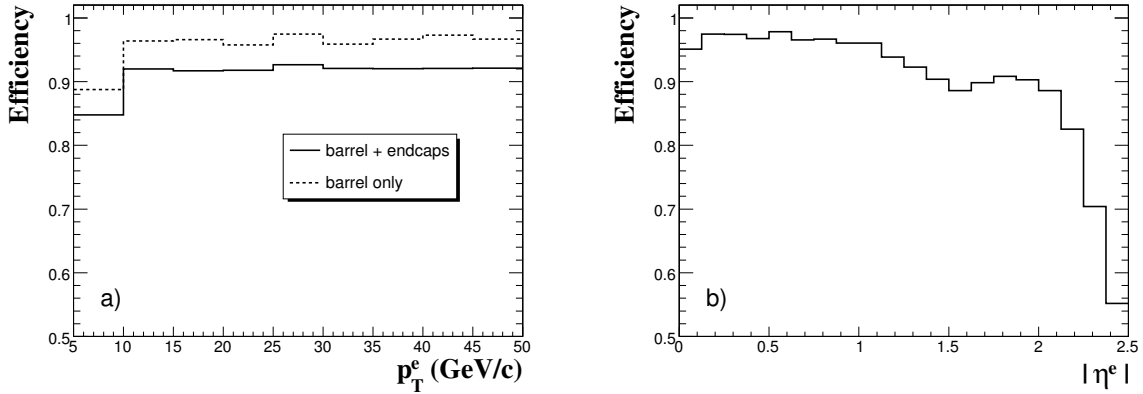 Efficiency
1
0.9
0.8
0.7
0.6
0.5
barrel + endcaps
barrel only
a)
5 10 15 20 25 30 35 40 45 50
p_T^e (GeV/c)
Efficiency
1
0.9
0.8
0.7
0.6
0.5
b)
0 0.5 1 1.5 2 2.5
| η^e |